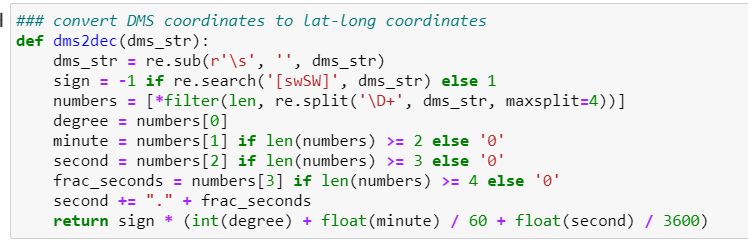 ### convert DMS coordinates to lat-long coordinates
def dms2dec(dms_str):
    dms_str = re.sub(r'\s', '', dms_str)
    sign = -1 if re.search('[swSW]', dms_str) else 1
    numbers = [*filter(len, re.split('\D+', dms_str, maxsplit=4))]
    degree = numbers[0]
    minute = numbers[1] if len(numbers) >= 2 else '0'
    second = numbers[2] if len(numbers) >= 3 else '0'
    frac_seconds = numbers[3] if len(numbers) >= 4 else '0'
    second += "." + frac_seconds
    return sign * (int(degree) + float(minute) / 60 + float(second) / 3600)